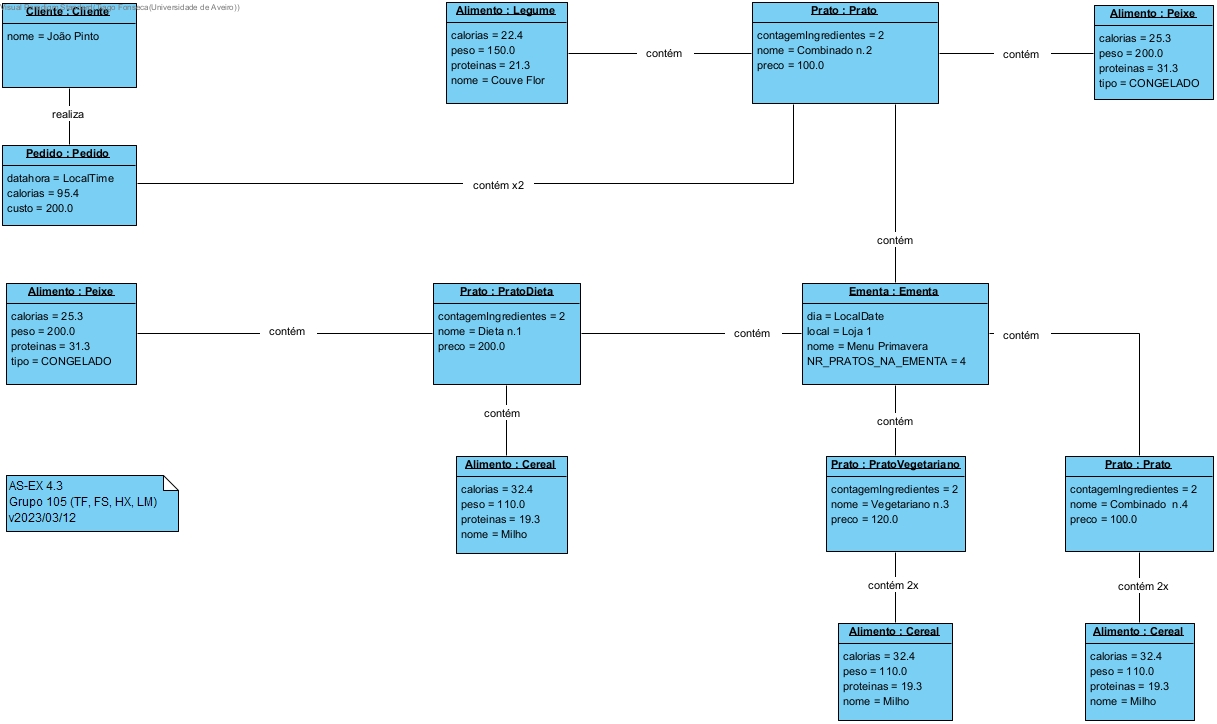 Cliente : Cliente
nome = João Pinto
realiza
Pedido : Pedido
datahora = LocalTime
calorias = 95.4
custo = 200.0
Alimento : Legume
calorias = 22.4
peso = 150.0
proteinas = 21.3
nome = Couve Flor
contém
Prato : Prato
contagemIngredientes = 2
nome = Combinado n.2
preco = 100.0
contém
Alimento : Peixe
calorias = 25.3
peso = 200.0
proteinas = 31.3
tipo = CONGELADO
contém x2
contém
Alimento : Peixe
calorias = 25.3
peso = 200.0
proteinas = 31.3
tipo = CONGELADO
contém
Prato : PratoDieta
contagemIngredientes = 2
nome = Dieta n.1
preco = 200.0
contém
Ementa : Ementa
dia = LocalDate
local = Loja 1
nome = Menu Primavera
NR_PRATOS_NA_EMENTA = 4
contém
contém
contém
AS-EX 4.3
Grupo 105 (TF, FS, HX, LM)
v2023/03/12
Alimento : Cereal
calorias = 32.4
peso = 110.0
proteinas = 19.3
nome = Milho
Prato : PratoVegetariano
contagemIngredientes = 2
nome = Vegetariano n.3
preco = 120.0
Prato : Prato
contagemIngredientes = 2
nome = Combinado  n.4
preco = 100.0
contém 2x
contém 2x
Alimento : Cereal
calorias = 32.4
peso = 110.0
proteinas = 19.3
nome = Milho
Alimento : Cereal
calorias = 32.4
peso = 110.0
proteinas = 19.3
nome = Milho